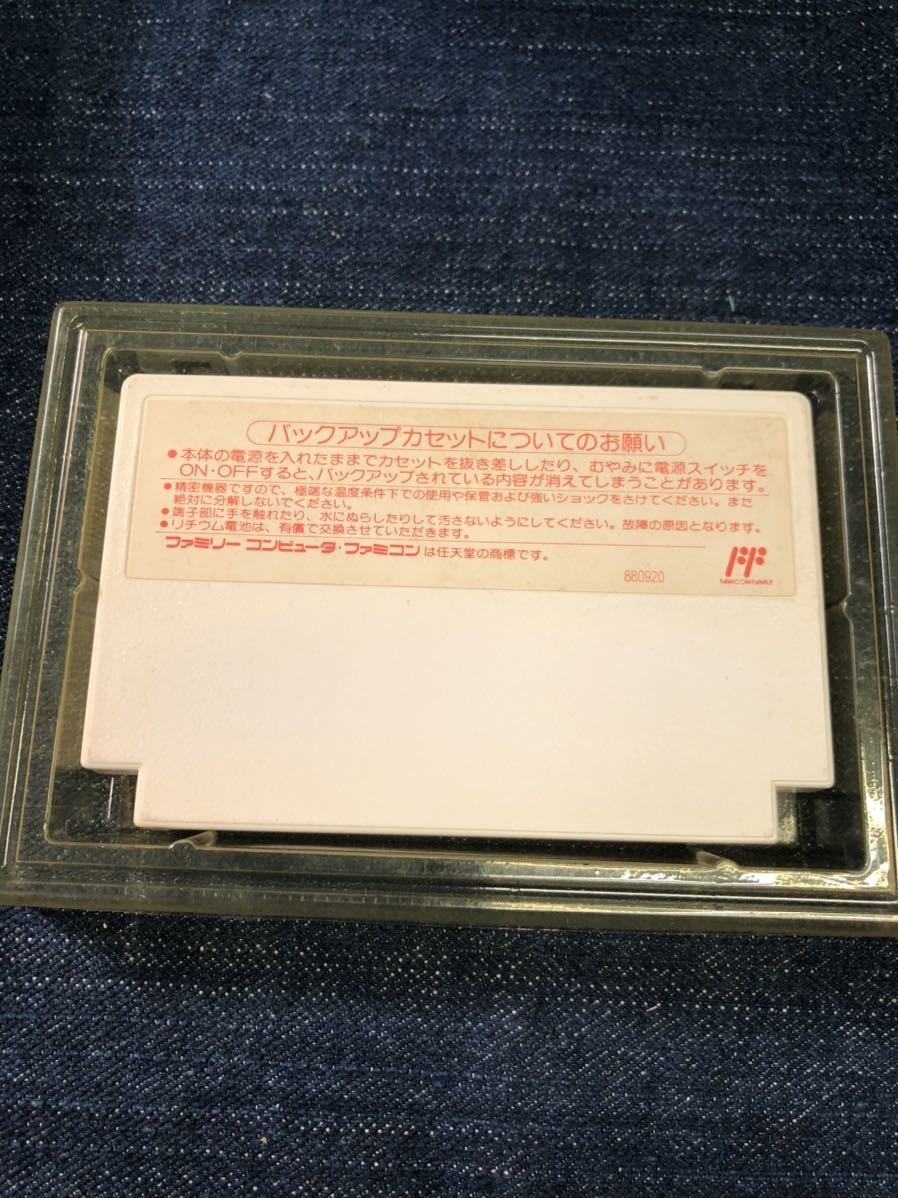 バックアップカセットについてのお願い
●本体の電源を入れたままでカセットを抜き差ししたり、むやみに電源スイッチを
ON・OFFすると、バックアップされている内容が消えてしまうことがあります。
●精密機器ですので、極端な温度条件下での使用や保管および強いショックをさけてください。また
絶対に分解しないでください。
●端子部に手を触れたり、水にぬらしたりして汚さないようにしてください。故障の原因となります。
●リチウム電池は、有償で交換させていただきます。
ファミリー コンピュータ・ファミコン は任天堂の商標です。
880920
FAMICOM FAMILY